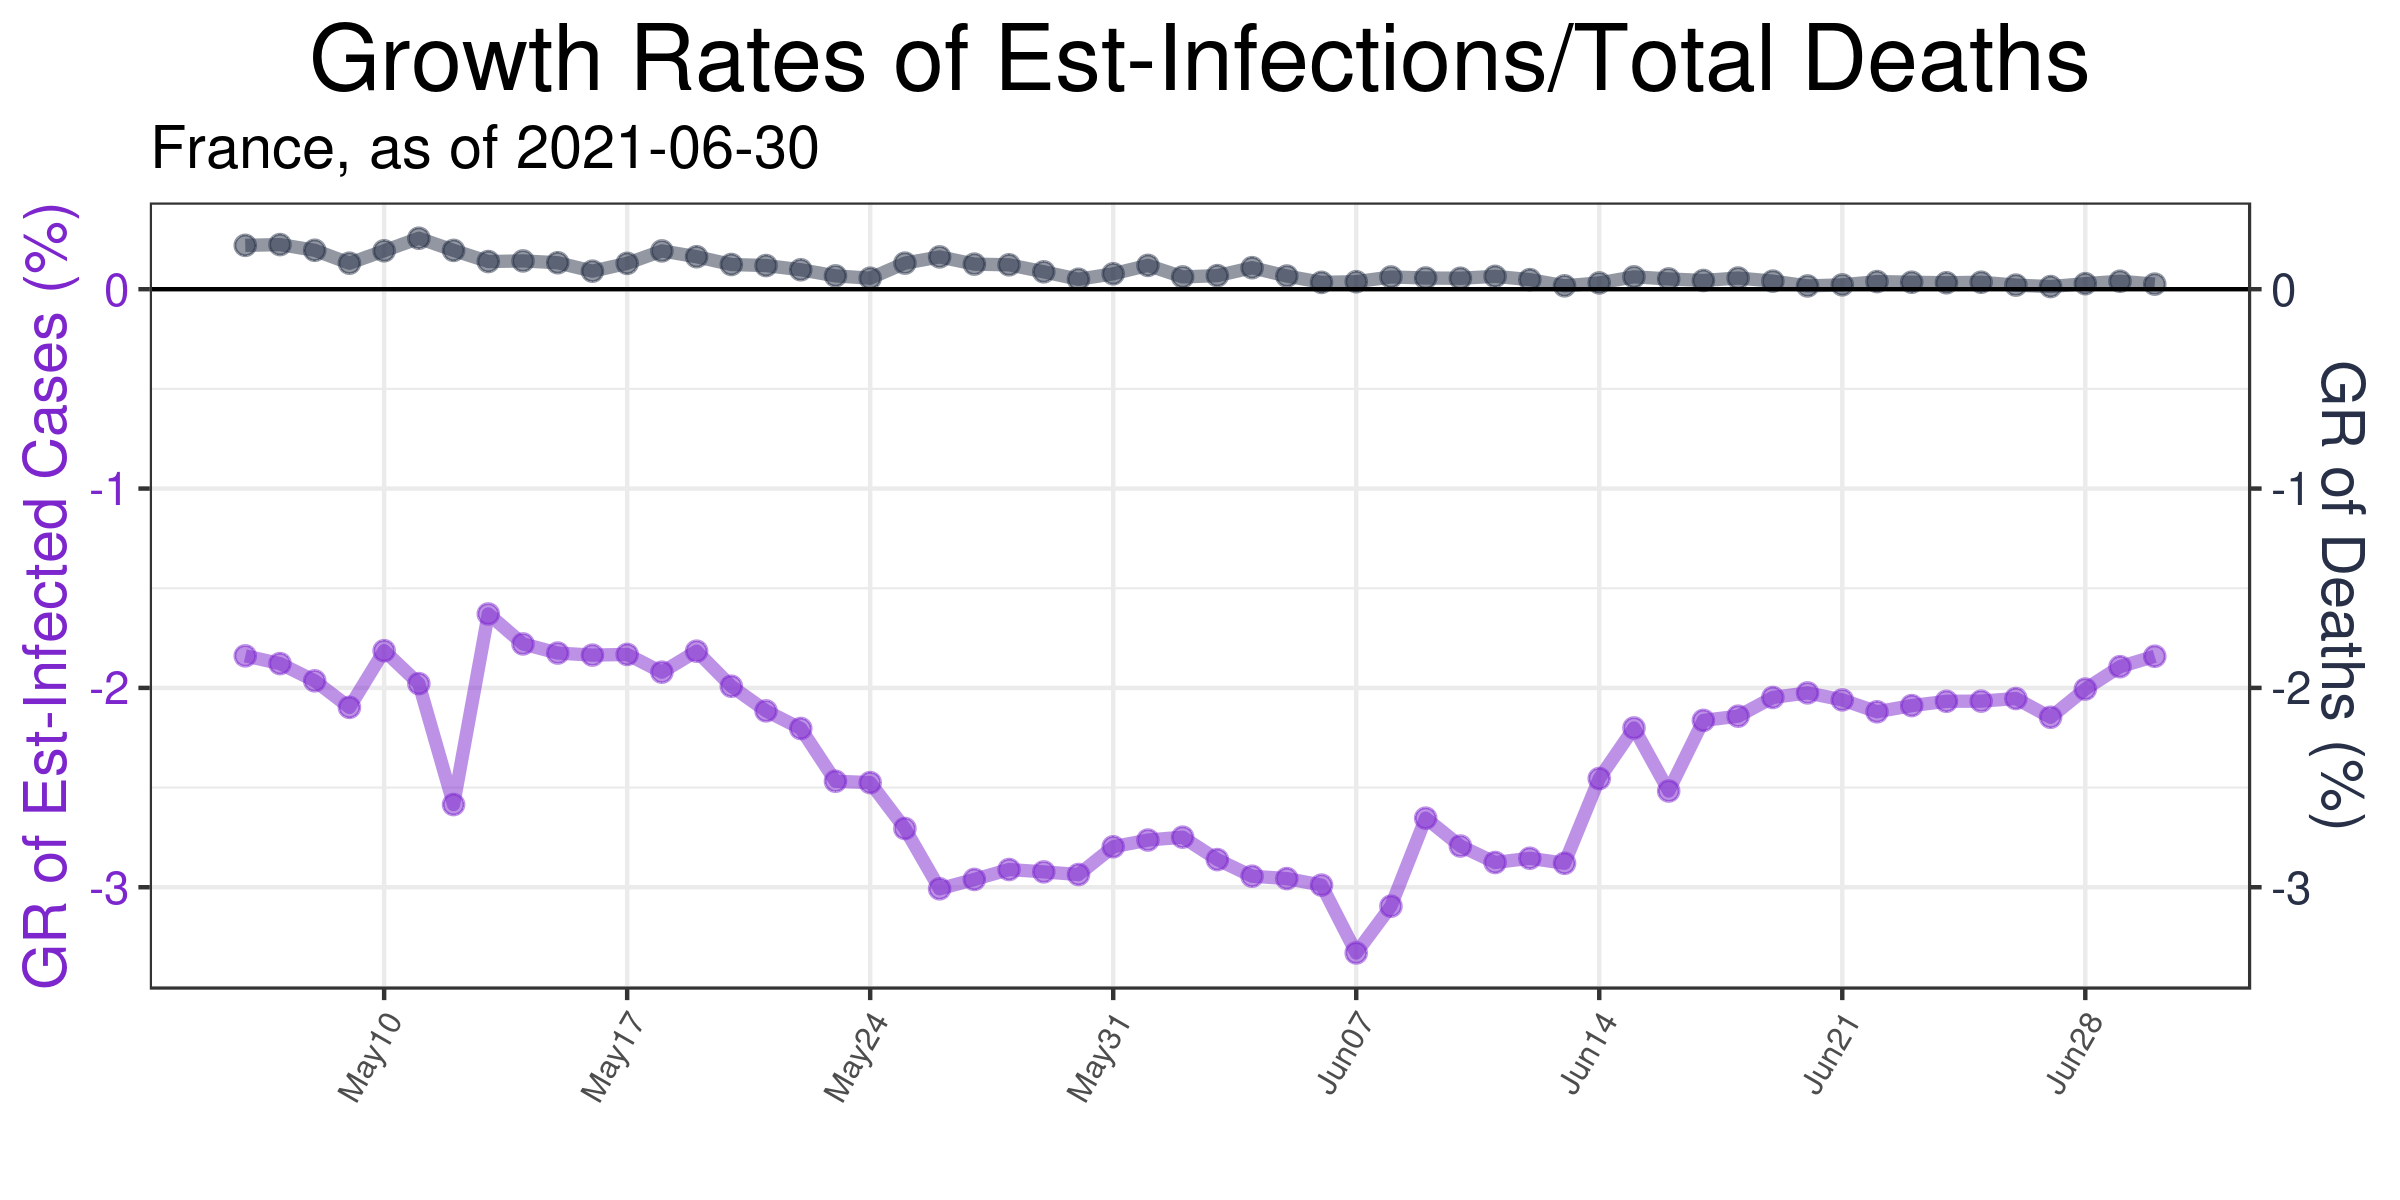 Growth Rates of Est-Infections/Total Deaths
France, as of 2021-06-30
GR of Est-Infected Cases (%)
0
-1
-2
-3
0
-1
-2
-3
GR of Deaths (%)
May10
May17
May24
May31
Jun07
Jun14
Jun21
Jun28